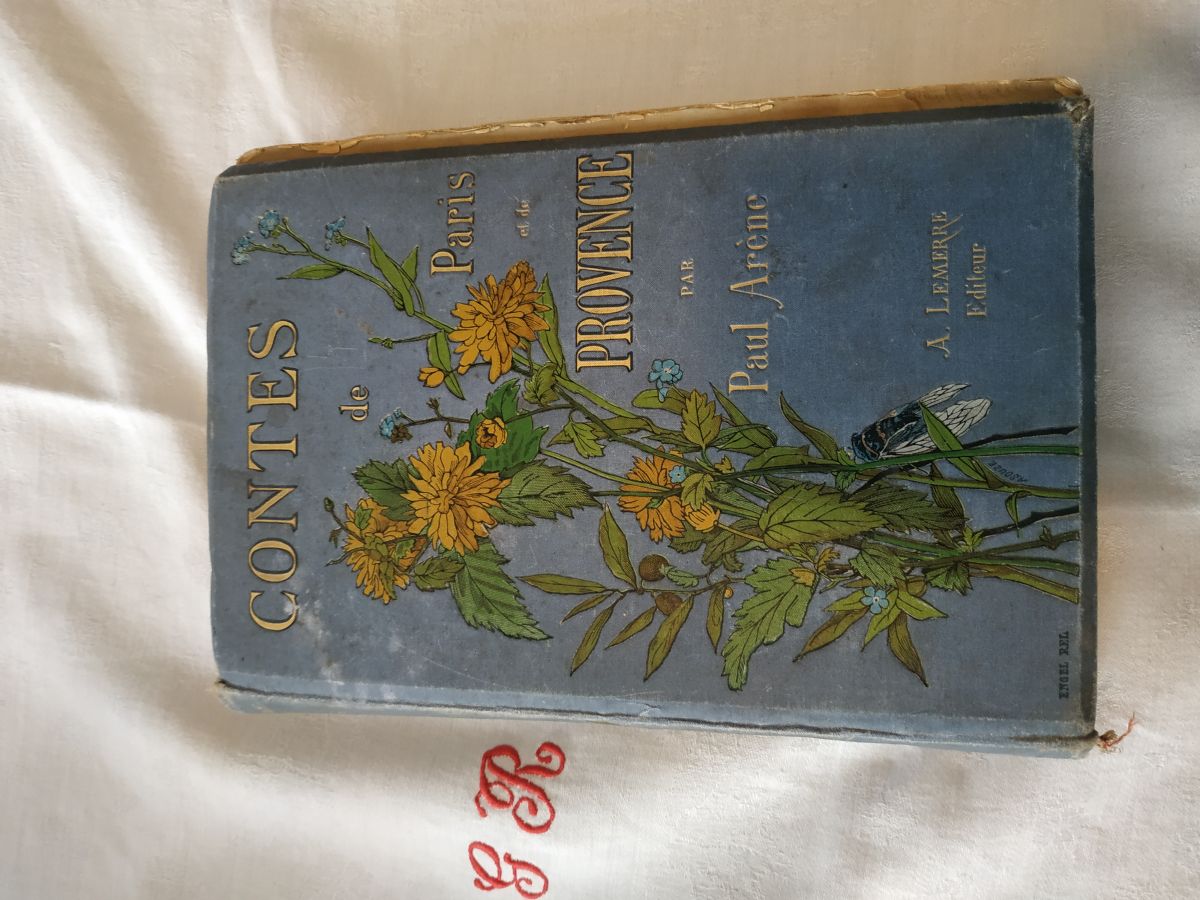 CONTES
de
Paris
et de
PROVENCE
PAR
Paul Arène
A. LEMERRE
Editeur
ENGEL REL
G R